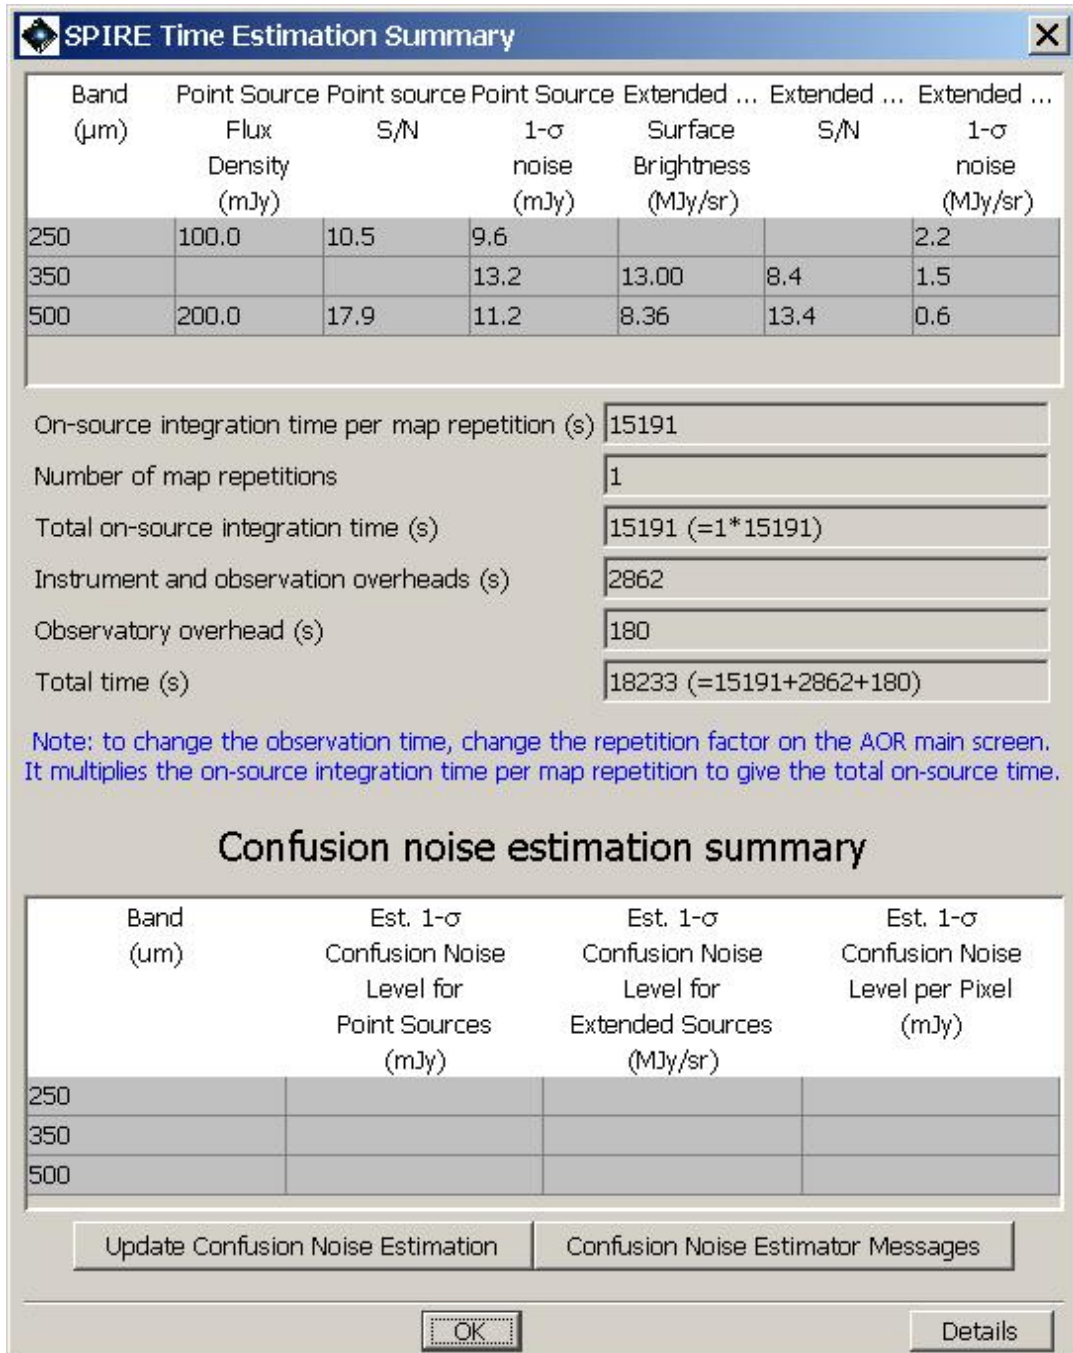 SPIRE Time Estimation Summary
Band Point Source Point source Point Source Extended ... Extended ... Extended ...
(µm) Flux S/N 1-σ Surface S/N 1-σ
Density noise Brightness noise
(mJy) (mJy) (MJy/sr) (MJy/sr)
250 100.0 10.5 9.6 2.2
350 13.2 13.00 8.4 1.5
500 200.0 17.9 11.2 8.36 13.4 0.6
On-source integration time per map repetition (s) 15191
Number of map repetitions 1
Total on-source integration time (s) 15191 (=1*15191)
Instrument and observation overheads (s) 2862
Observatory overhead (s) 180
Total time (s) 18233 (=15191+2862+180)
Note: to change the observation time, change the repetition factor on the AOR main screen.
It multiplies the on-source integration time per map repetition to give the total on-source time.
Confusion noise estimation summary
Band Est. 1-σ Est. 1-σ Est. 1-σ
(um) Confusion Noise Confusion Noise Confusion Noise
Level for Level for Level per Pixel
Point Sources Extended Sources (mJy)
(mJy) (MJy/sr)
250
350
500
Update Confusion Noise Estimation Confusion Noise Estimator Messages
OK Details